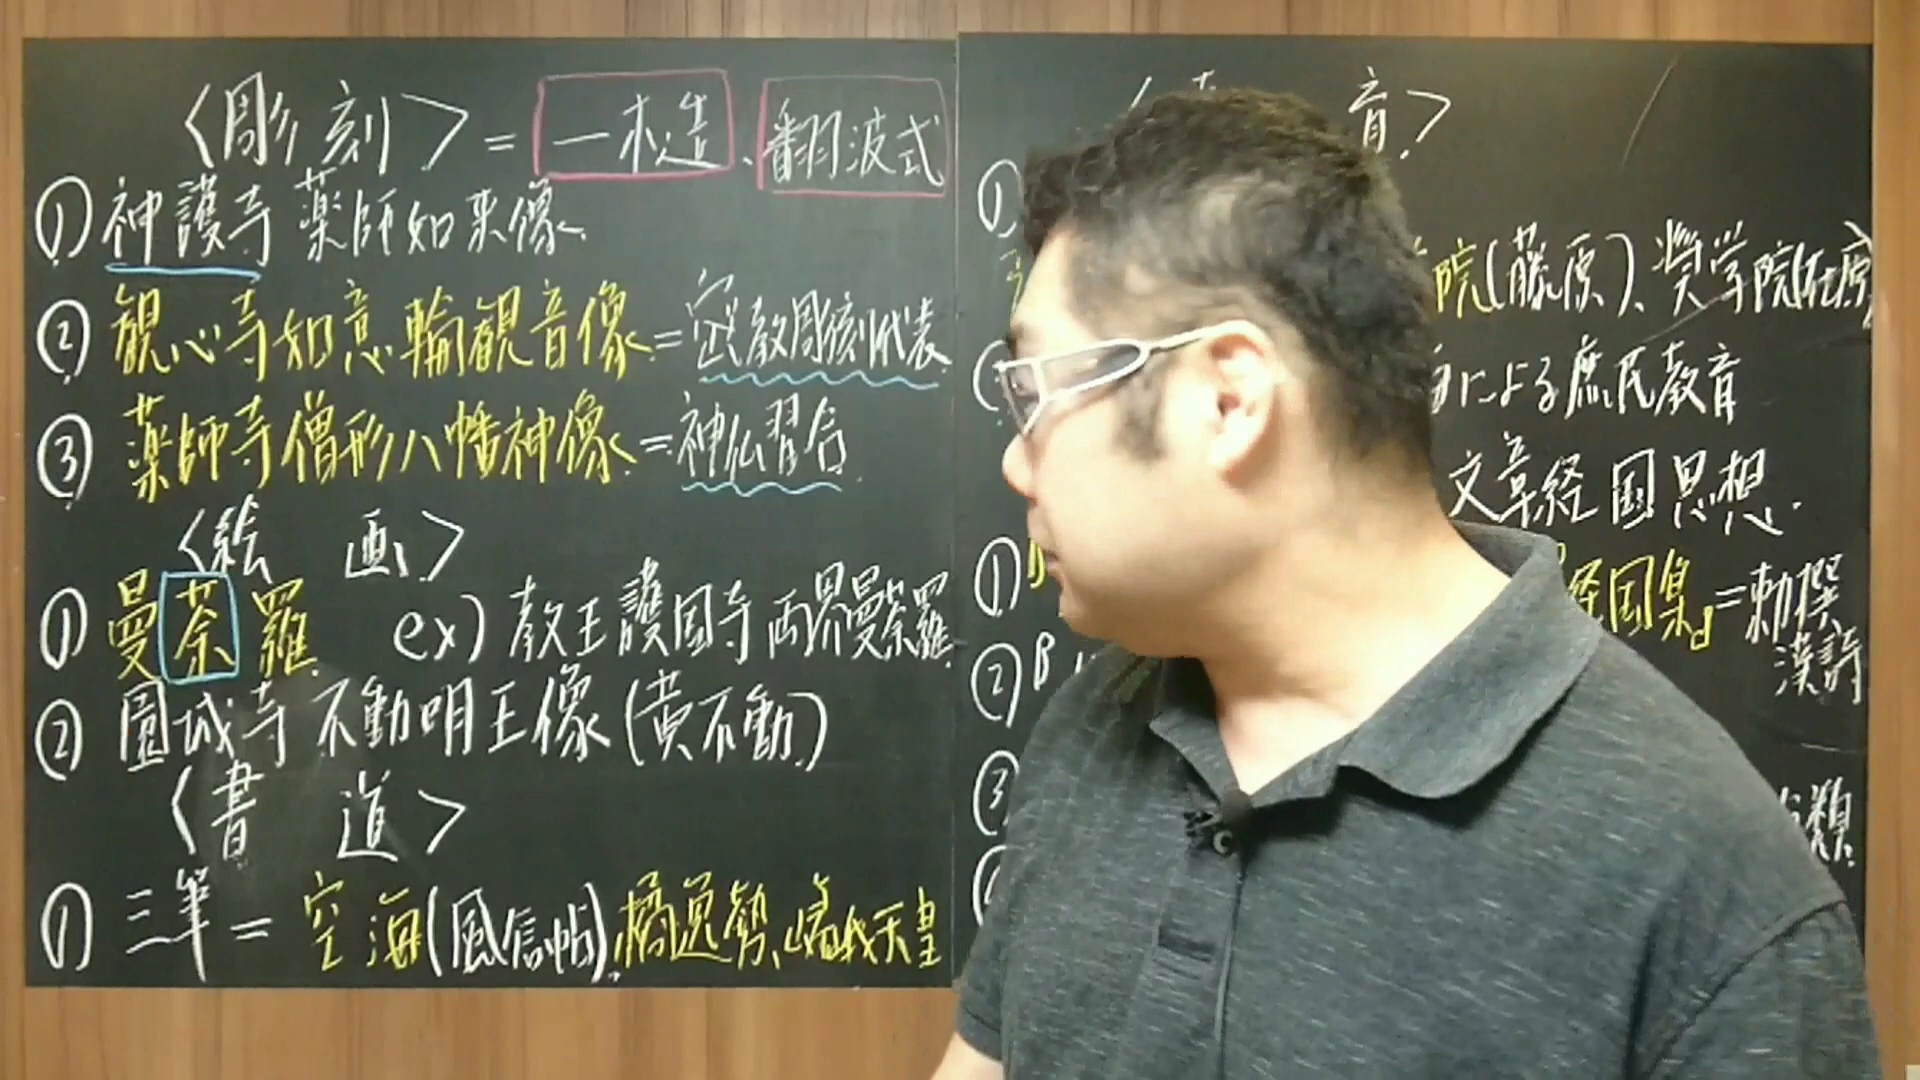 〈彫刻〉=一木造、翻波式
①神護寺薬師如来像
②観心寺如意輪観音像=密教彫刻代表
③薬師寺僧形八幡神像=神仏習合
〈絵画〉
①曼荼羅 ex)教王護国寺両界曼荼羅
②園城寺不動明王像(黄不動)
〈書道〉
①三筆=空海(風信帖)、橘逸勢、嵯峨天皇
育〉
①
院(藤原)、奨学院(在原)
による庶民教育
文章経国思想
①
経国集』=勅撰
漢詩
②
③
類